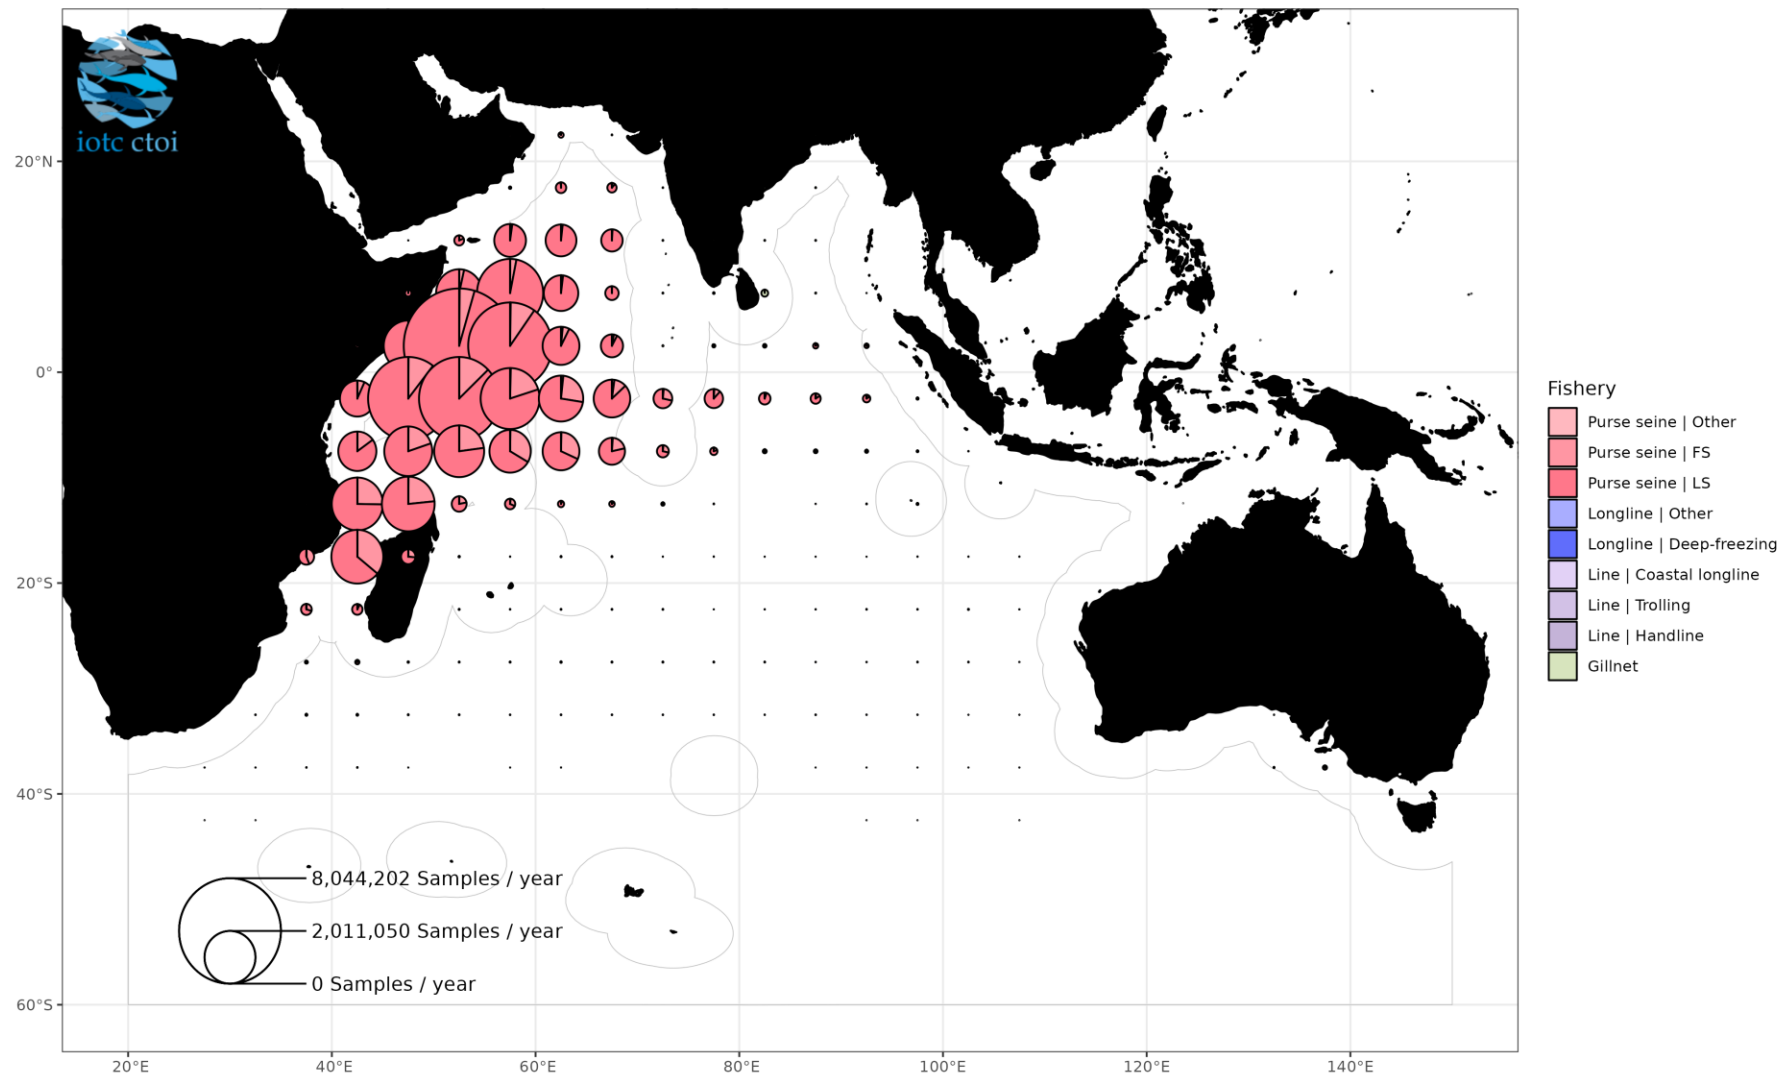 iotc ctoi
20°N
0°
20°S
40°S
60°S
20°E
40°E
60°E
80°E
100°E
120°E
140°E
8,044,202 Samples / year
2,011,050 Samples / year
0 Samples / year
Fishery
Purse seine | Other
Purse seine | FS
Purse seine | LS
Longline | Other
Longline | Deep-freezing
Line | Coastal longline
Line | Trolling
Line | Handline
Gillnet